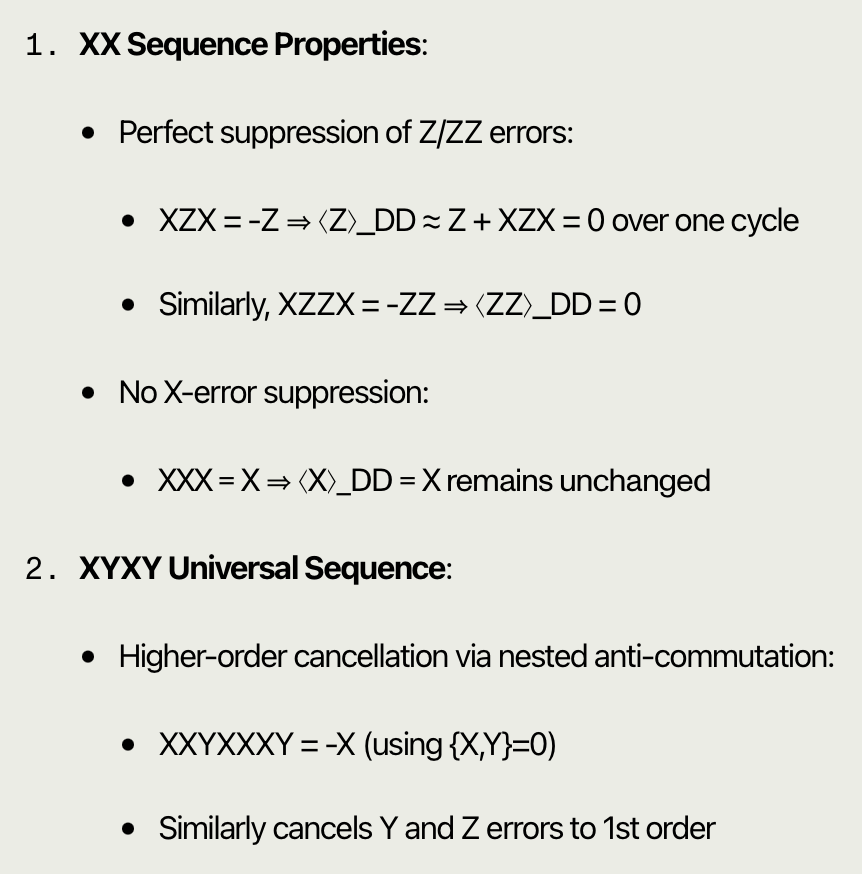 1. XX Sequence Properties:
• Perfect suppression of Z/ZZ errors:
• XZX = -Z ⇒ ⟨Z⟩_DD ≈ Z + XZX = 0 over one cycle
• Similarly, XZZX = -ZZ ⇒ ⟨ZZ⟩_DD = 0
• No X-error suppression:
• XXX = X ⇒ ⟨X⟩_DD = X remains unchanged
2. XYXY Universal Sequence:
• Higher-order cancellation via nested anti-commutation:
• XXYXXXY = -X (using {X,Y}=0)
• Similarly cancels Y and Z errors to 1st order